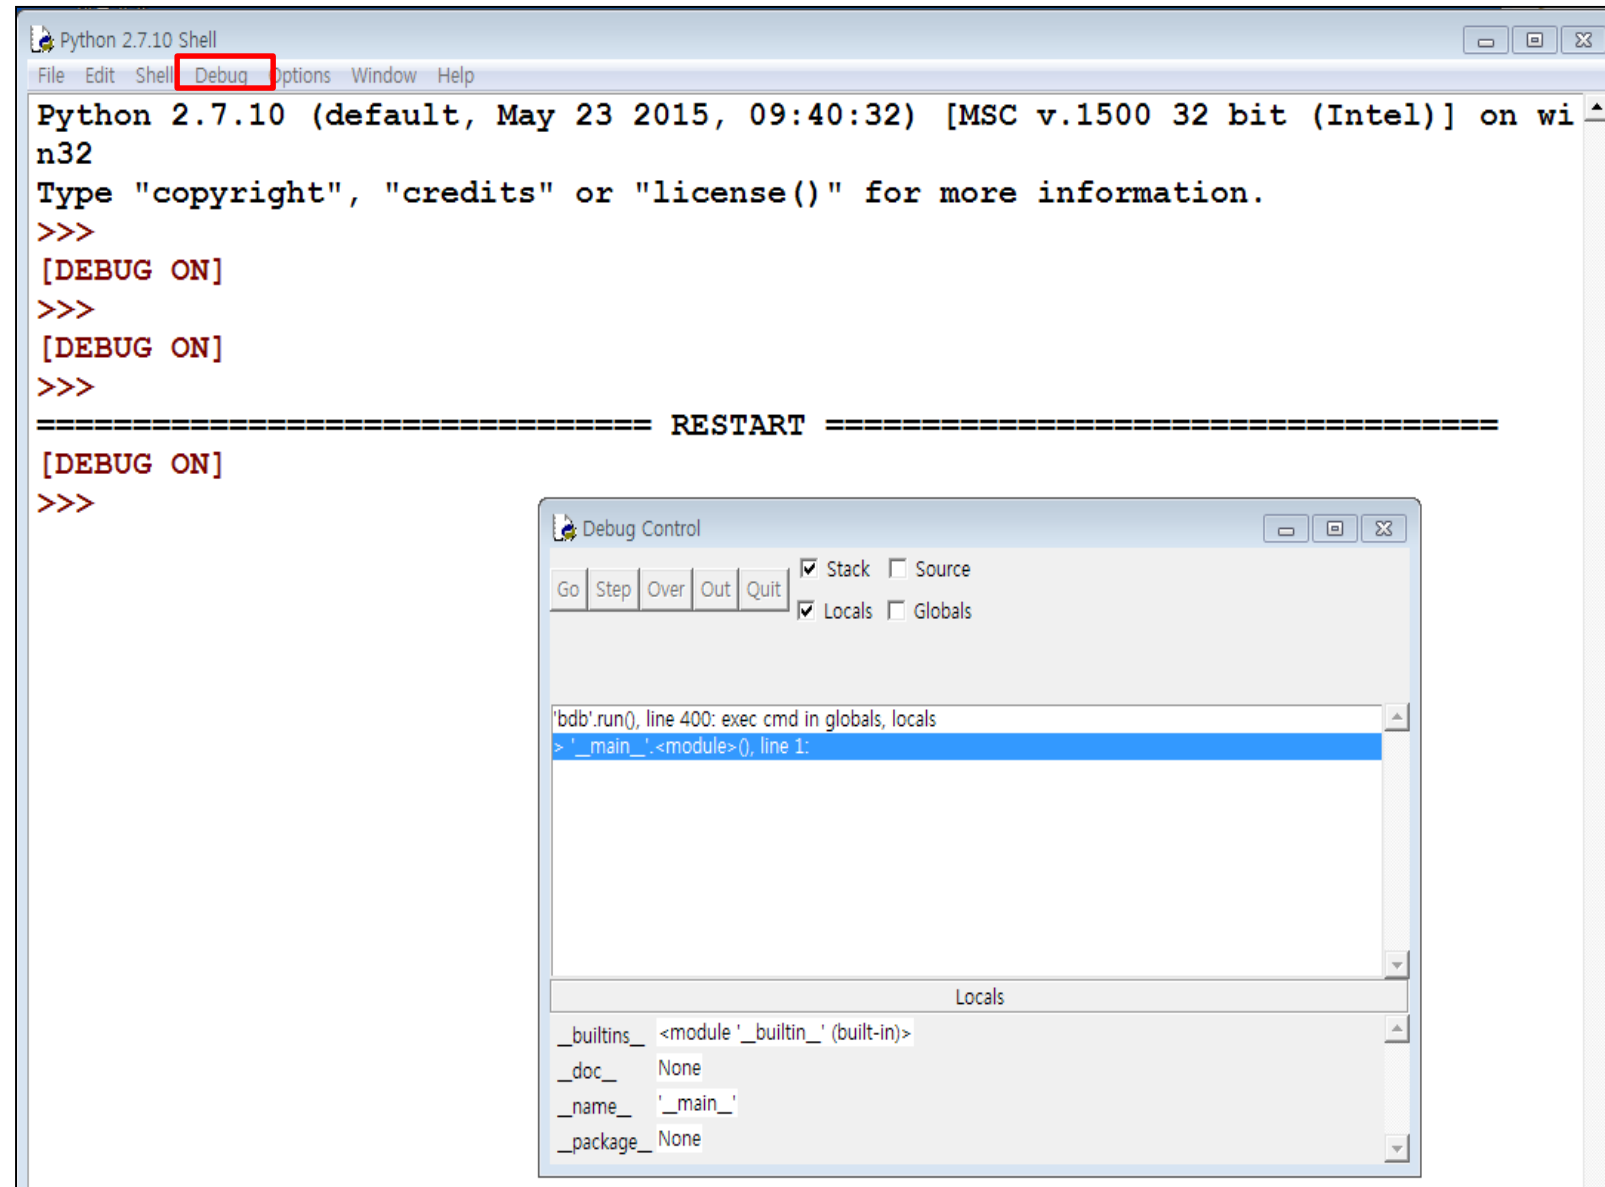 Python 2.7.10 Shell
File Edit Shell Debug Options Window Help
Python 2.7.10 (default, May 23 2015, 09:40:32) [MSC v.1500 32 bit (Intel)] on wi
n32
Type "copyright", "credits" or "license()" for more information.
>>>
[DEBUG ON]
>>>
[DEBUG ON]
>>>
================================ RESTART ===================================
[DEBUG ON]
>>>
Debug Control
Go Step Over Out Quit
Stack Source
Locals Globals
'bdb'.run(), line 400: exec cmd in globals, locals
> '__main__'.<module>(), line 1:
Locals
__builtins__ <module '__builtin__' (built-in)>
__doc__ None
__name__ '__main__'
__package__ None